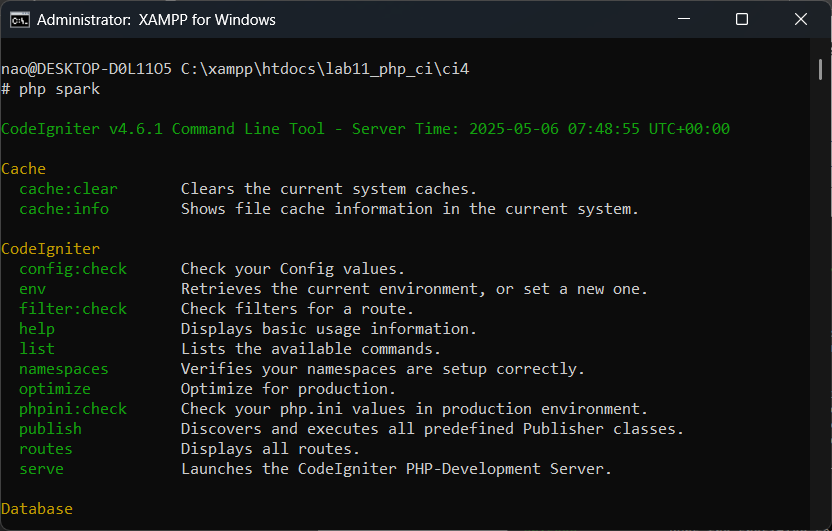 Administrator: XAMPP for Windows
nao@DESKTOP-D0L11O5 C:\xampp\htdocs\lab11_php_ci\ci4
# php spark
CodeIgniter v4.6.1 Command Line Tool - Server Time: 2025-05-06 07:48:55 UTC+00:00
Cache
cache:clear Clears the current system caches.
cache:info Shows file cache information in the current system.
CodeIgniter
config:check Check your Config values.
env Retrieves the current environment, or set a new one.
filter:check Check filters for a route.
help Displays basic usage information.
list Lists the available commands.
namespaces Verifies your namespaces are setup correctly.
optimize Optimize for production.
phpini:check Check your php.ini values in production environment.
publish Discovers and executes all predefined Publisher classes.
routes Displays all routes.
serve Launches the CodeIgniter PHP-Development Server.
Database